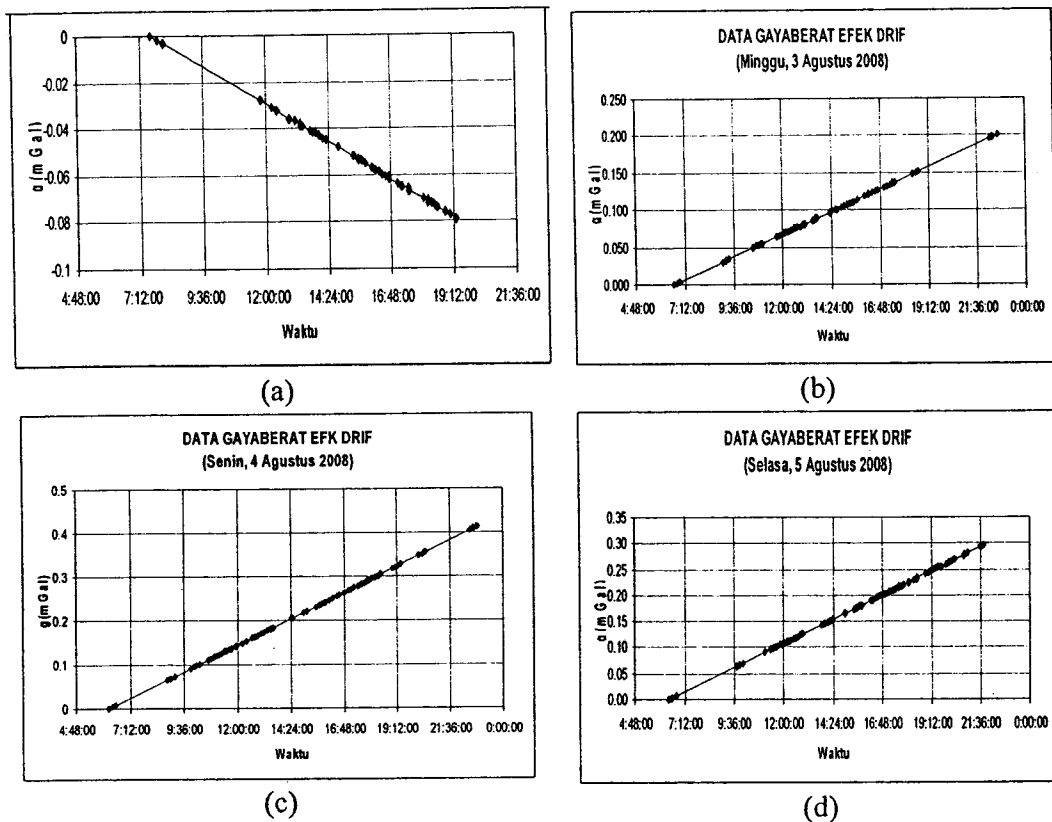 0
-0.02
-0.04
-0.06
-0.08
-0.1
g (mGal)
4:48:00 7:12:00 9:36:00 12:00:00 14:24:00 16:48:00 19:12:00 21:36:00
Waktu
(a)
DATA GAYABERAT EFEK DRIF
(Minggu, 3 Agustus 2008)
0.250
0.200
0.150
0.100
0.050
0.000
g (mGal)
4:48:00 7:12:00 9:36:00 12:00:00 14:24:00 16:48:00 19:12:00 21:36:00 0:00:00
Waktu
(b)
DATA GAYABERAT EFK DRIF
(Senin, 4 Agustus 2008)
0.5
0.4
0.3
0.2
0.1
0
g (mGal)
4:48:00 7:12:00 9:36:00 12:00:00 14:24:00 16:48:00 19:12:00 21:36:00 0:00:00
Waktu
(c)
DATA GAYABERAT EFEK DRIF
(Selasa, 5 Agustus 2008)
0.35
0.30
0.25
0.20
0.15
0.10
0.05
0.00
g (mGal)
4:48:00 7:12:00 9:36:00 12:00:00 14:24:00 16:48:00 19:12:00 21:36:00 0:00:00
Waktu
(d)